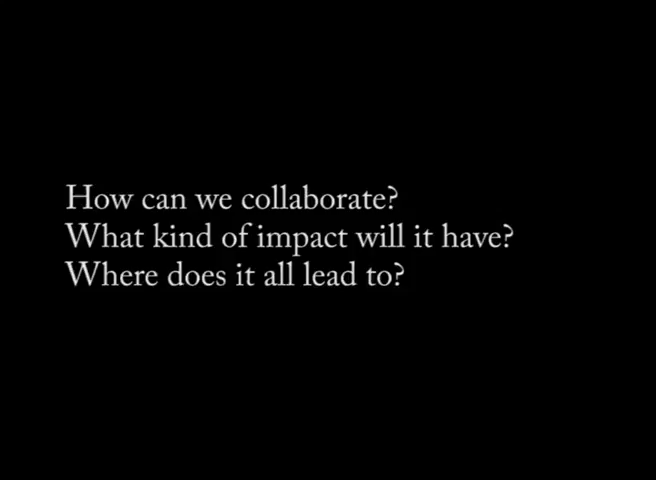 How can we collaborate?
What kind of impact will it have?
Where does it all lead to?